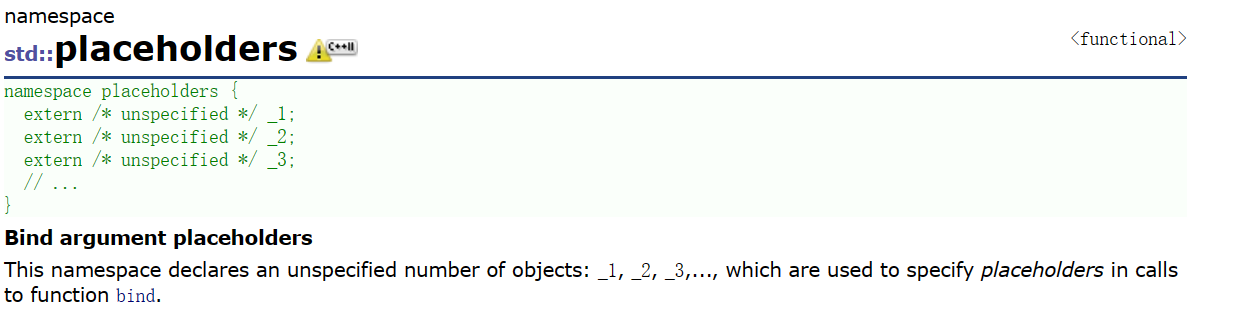 namespace
std::placeholders C++11
<functional>
namespace placeholders {
extern /* unspecified */ _1;
extern /* unspecified */ _2;
extern /* unspecified */ _3;
// ...
}
Bind argument placeholders
This namespace declares an unspecified number of objects: _1, _2, _3,..., which are used to specify placeholders in calls
to function bind.